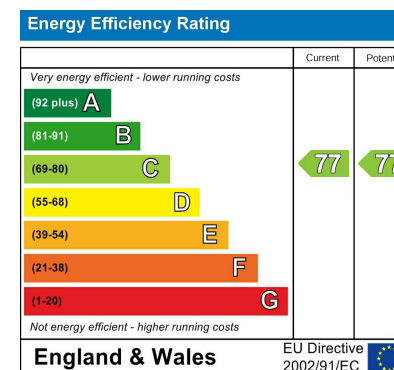 Energy Efficiency Rating
Current Potent
Very energy efficient - lower running costs
(92 plus) A
(81-91) B
(69-80) C 77 77
(55-68) D
(39-54) E
(21-38) F
(1-20) G
Not energy efficient - higher running costs
England & Wales
EU Directive
2002/91/EC